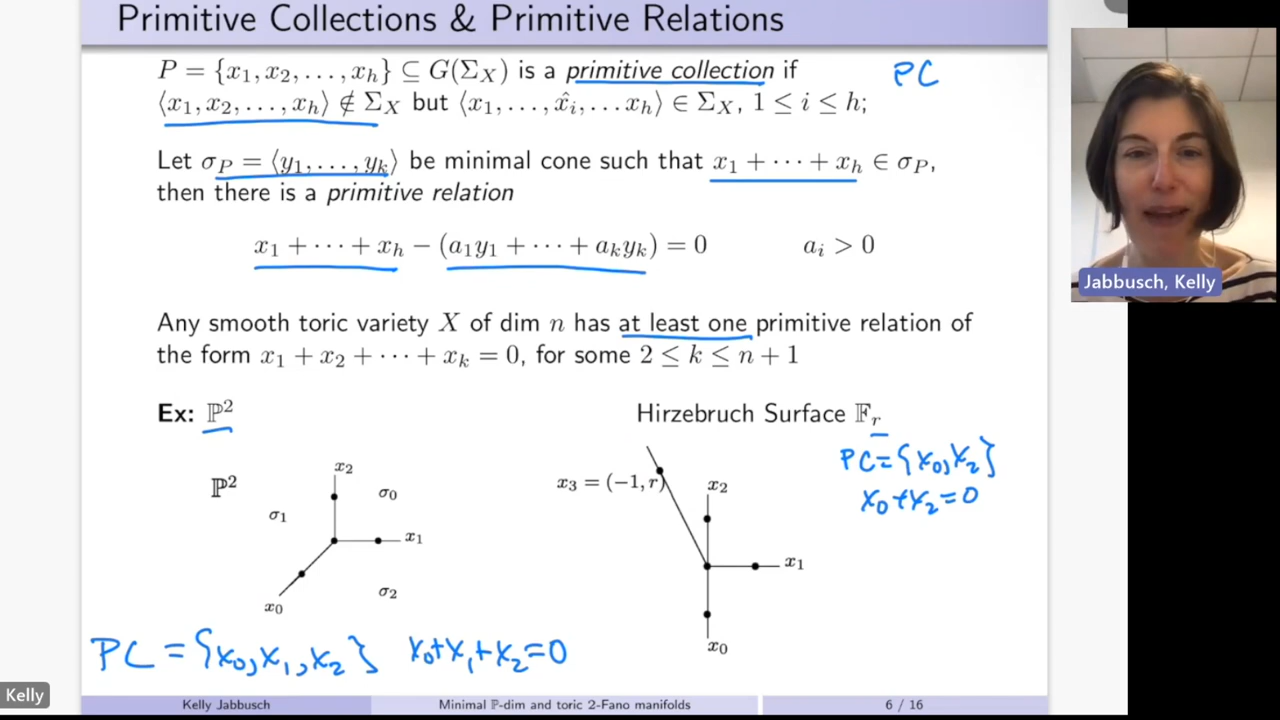 Primitive Collections & Primitive Relations
P = {x₁, x₂, . . . , xₕ} ⊆ G(Σ_X) is a primitive collection if
PC
⟨x₁, x₂, . . . , xₕ⟩ ∉ Σ_X but ⟨x₁, . . . , x̂ᵢ, . . . xₕ⟩ ∈ Σ_X, 1 ≤ i ≤ h;
Let σ_P = ⟨y₁, . . . , yₖ⟩ be minimal cone such that x₁ + · · · + xₕ ∈ σ_P,
then there is a primitive relation
x₁ + · · · + xₕ − (a₁y₁ + · · · + aₖyₖ) = 0 aᵢ > 0
Jabbusch, Kelly
Any smooth toric variety X of dim n has at least one primitive relation of
the form x₁ + x₂ + · · · + xₖ = 0, for some 2 ≤ k ≤ n + 1
Ex: ℙ²
Hirzebruch Surface 𝔽ᵣ
PC = {x₀, x₂}
x₀ + x₂ = 0
ℙ²
x₂
σ₀
σ₁
x₁
σ₂
x₀
x₃ = (−1, r)
x₂
x₁
x₀
PC = {x₀, x₁, x₂} x₀ + x₁ + x₂ = 0
Kelly
Kelly Jabbusch
Minimal ℙ-dim and toric 2-Fano manifolds
6 / 16